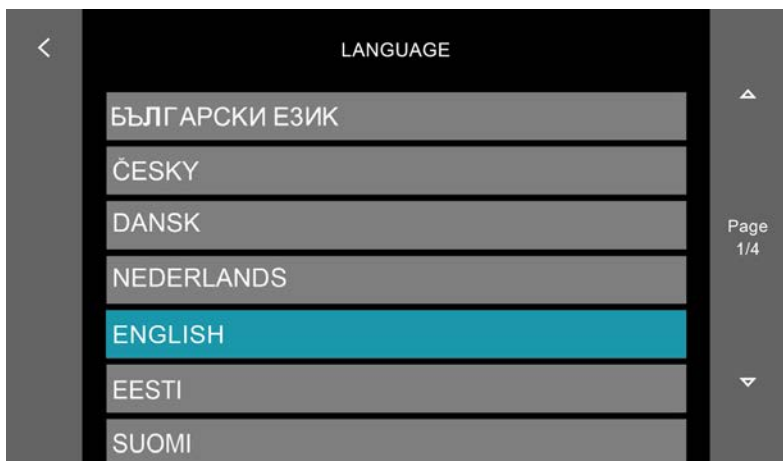 LANGUAGE
БЪЛГАРСКИ ЕЗИК
ČESKY
DANSK
NEDERLANDS
ENGLISH
EESTI
SUOMI
Page
1/4